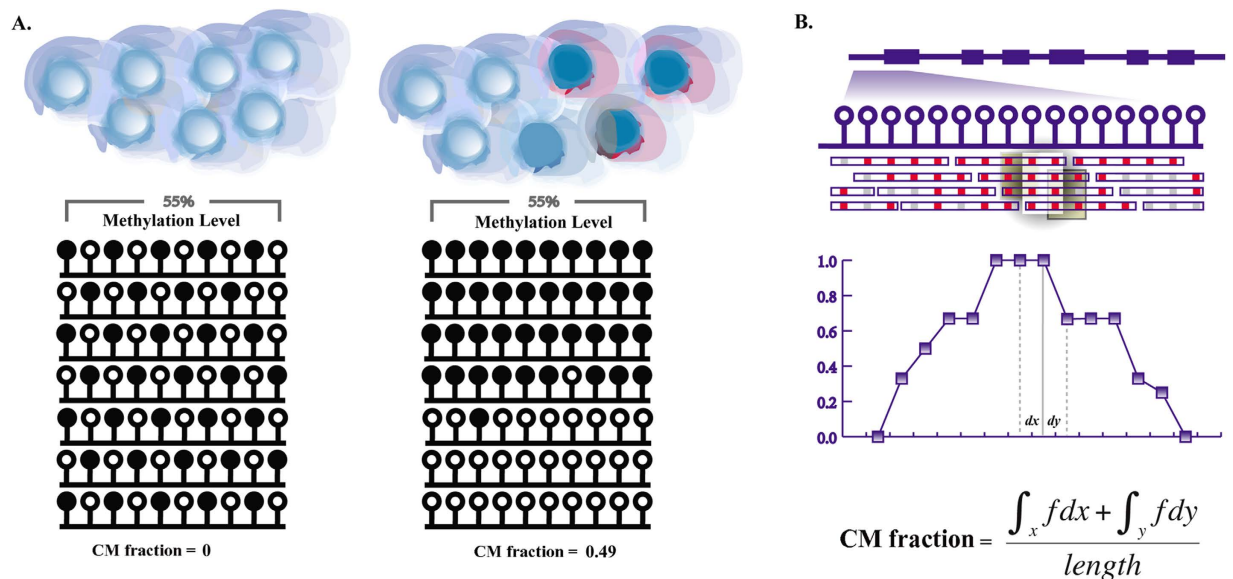 A.
55%
Methylation Level
CM fraction = 0
55%
Methylation Level
CM fraction = 0.49
B.
1.0
0.8
0.6
0.4
0.2
0.0
dx dy
CM fraction = ∫x fdx + ∫y fdy
length